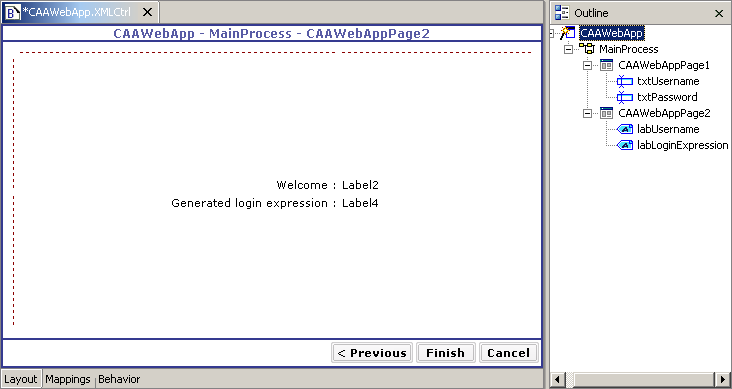 *CAAWebApp.XMLCtrl
CAAWebApp - MainProcess - CAAWebAppPage2
Welcome : Label2
Generated login expression : Label4
< Previous Finish Cancel
Layout Mappings Behavior
Outline
CAAWebApp
MainProcess
CAAWebAppPage1
txtUsername
txtPassword
CAAWebAppPage2
labUsername
labLoginExpression